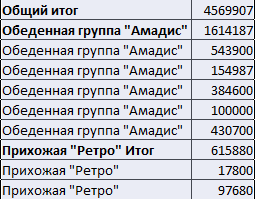 Общий итог 4569907
Обеденная группа "Амадис" 1614187
Обеденная группа "Амадис" 543900
Обеденная группа "Амадис" 154987
Обеденная группа "Амадис" 384600
Обеденная группа "Амадис" 100000
Обеденная группа "Амадис" 430700
Прихожая "Ретро" Итог 615880
Прихожая "Ретро" 17800
Прихожая "Ретро" 97680